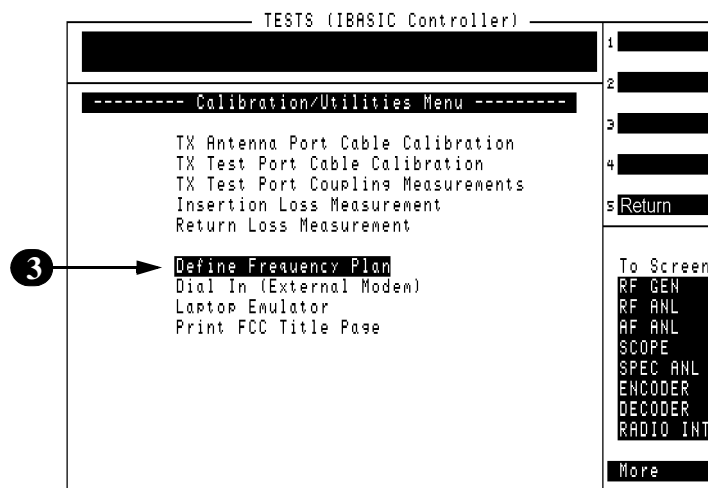 TESTS (IBASIC Controller)
--------- Calibration/Utilities Menu ---------
TX Antenna Port Cable Calibration
TX Test Port Cable Calibration
TX Test Port Coupling Measurements
Insertion Loss Measurement
Return Loss Measurement
3
Define Frequency Plan
Dial In (External Modem)
Laptop Emulator
Print FCC Title Page
1
2
3
4
5 Return
To Screen
RF GEN
RF ANL
AF ANL
SCOPE
SPEC ANL
ENCODER
DECODER
RADIO INT
More